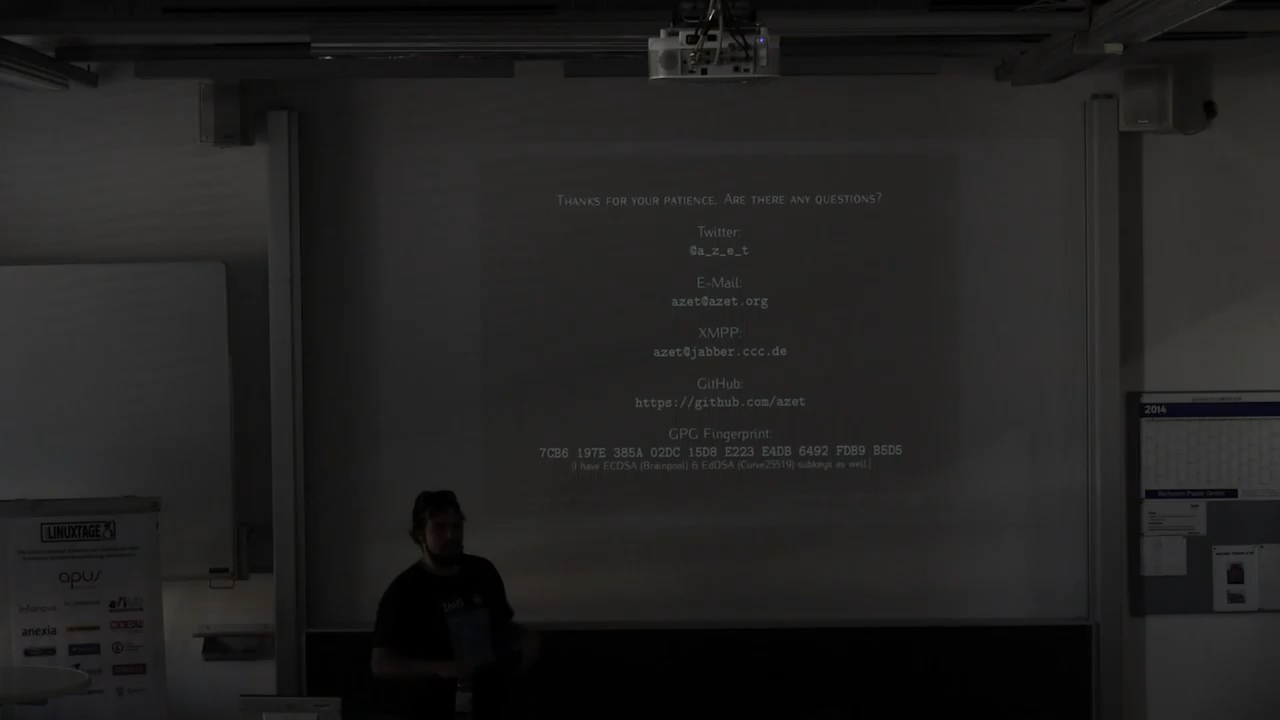 THANKS FOR YOUR PATIENCE. ARE THERE ANY QUESTIONS?
Twitter:
@a_z_e_t
E-Mail:
azet@azet.org
XMPP:
azet@jabber.ccc.de
GitHub:
https://github.com/azet
GPG Fingerprint:
7CB6 197E 385A 02DC 15D8 E223 E4DB 6492 FDB9 B5D5
[I have ECDSA (Brainpool) & EdDSA (Curve25519) subkeys as well.]
2014
LINUXTAGE
apus
infonova
anexia